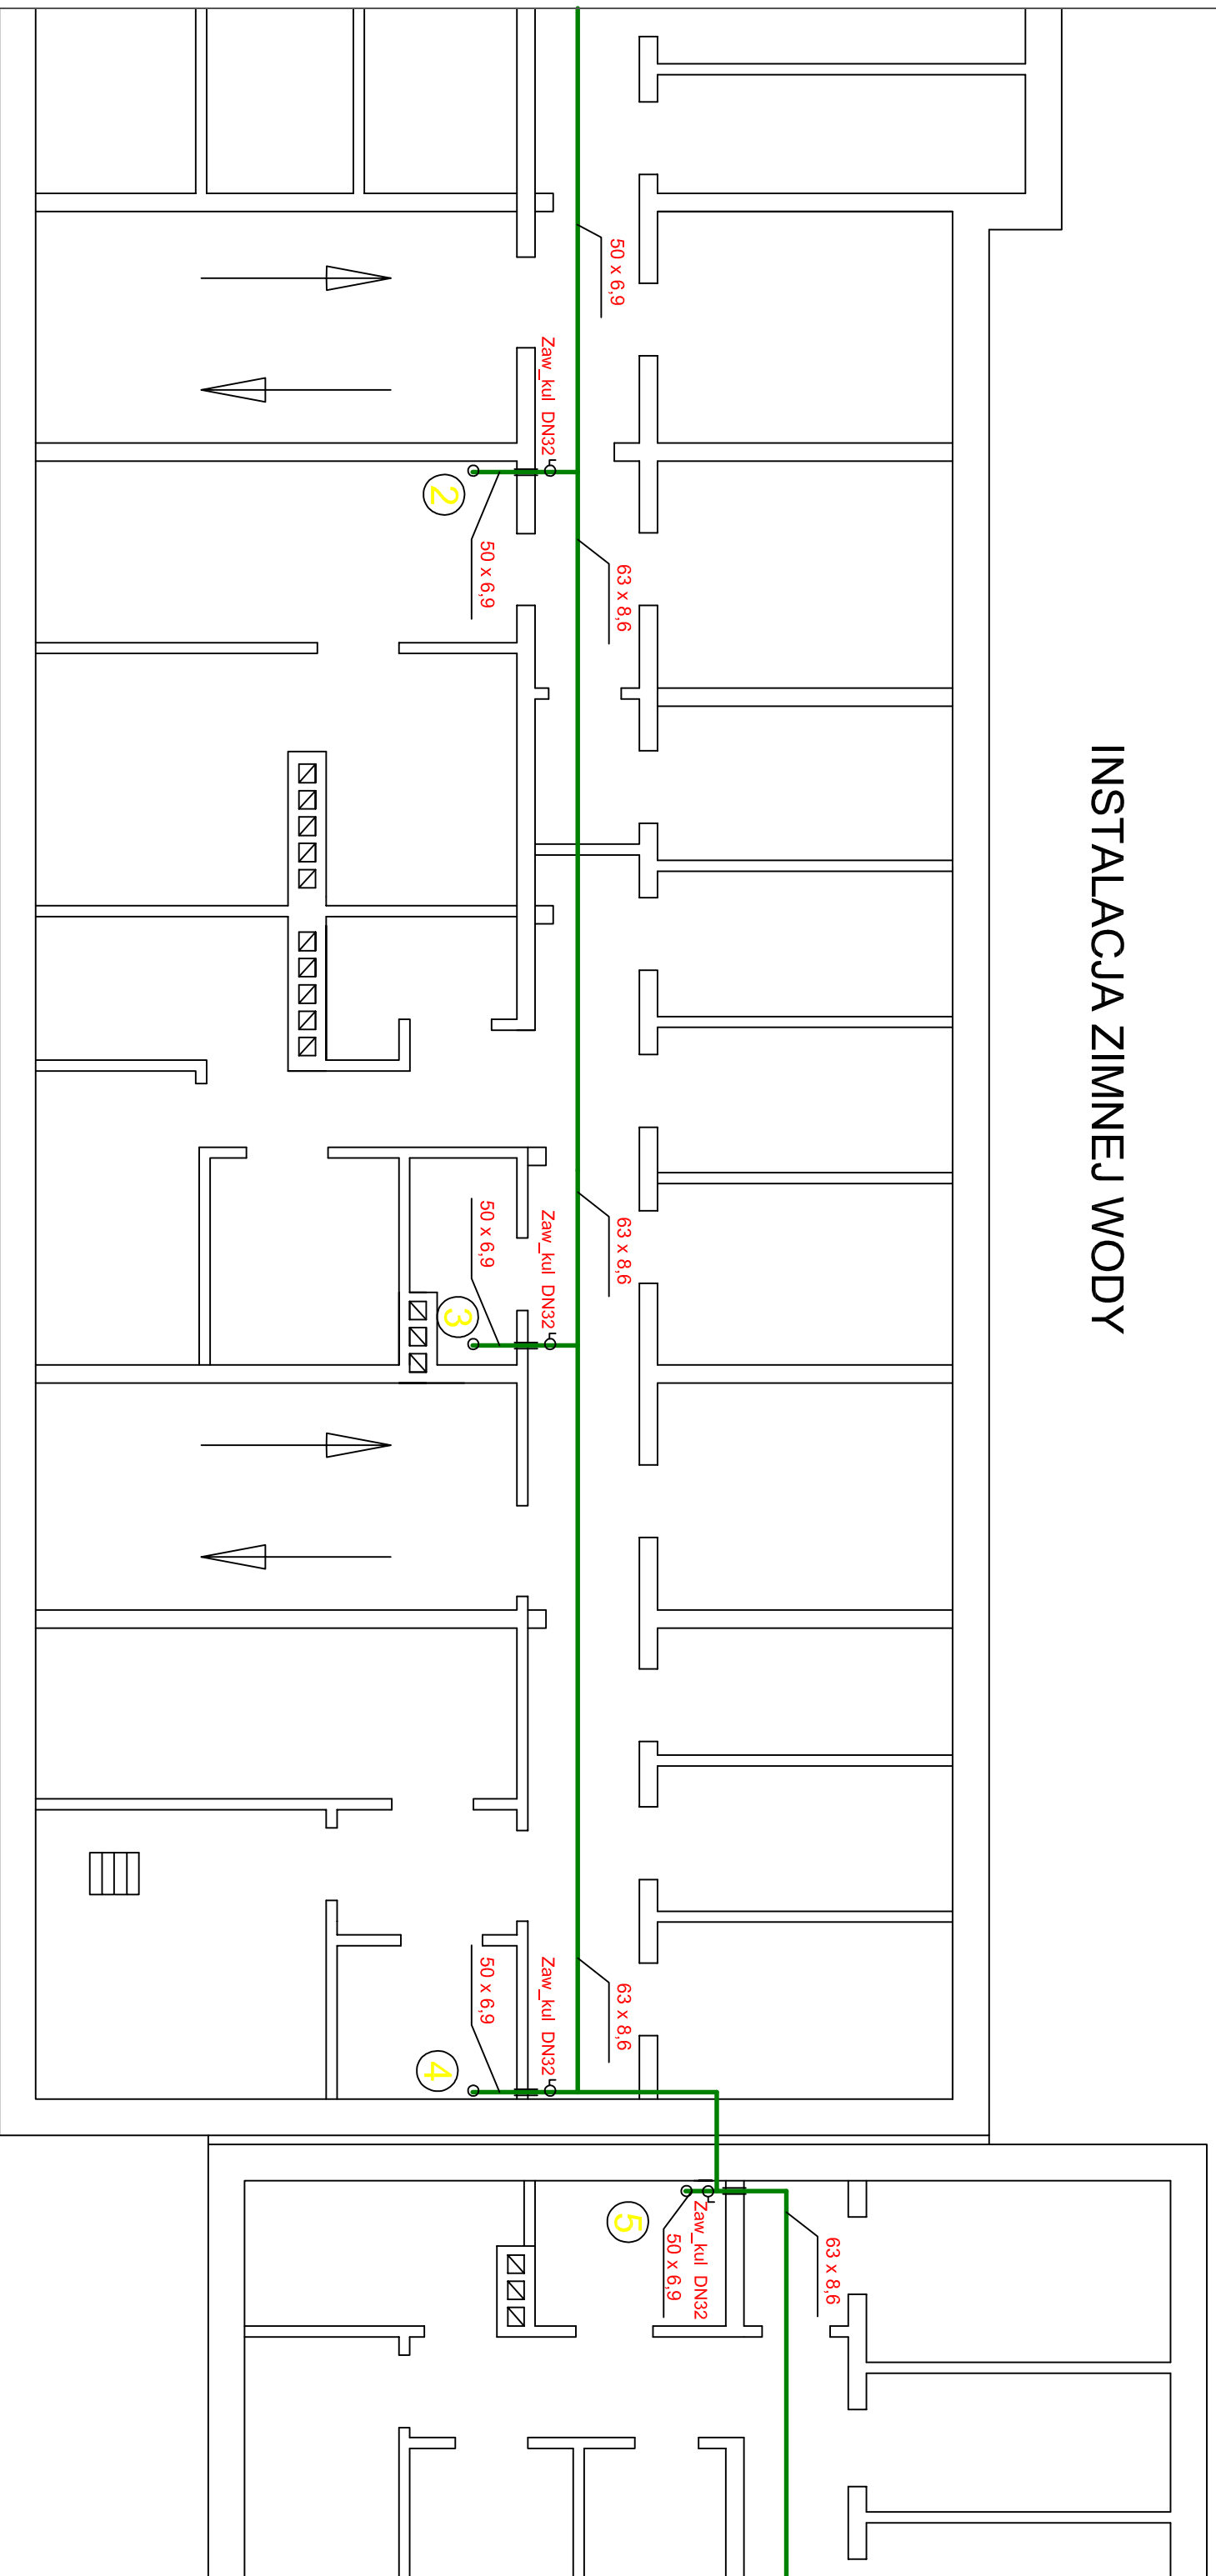 INSTALACJA ZIMNEJ WODY
50 x 6,9
Zaw_kul DN32
2
50 x 6,9
63 x 8,6
63 x 8,6
Zaw_kul DN32
50 x 6,9
3
63 x 8,6
Zaw_kul DN32
50 x 6,9
4
63 x 8,6
Zaw_kul DN32
50 x 6,9
5